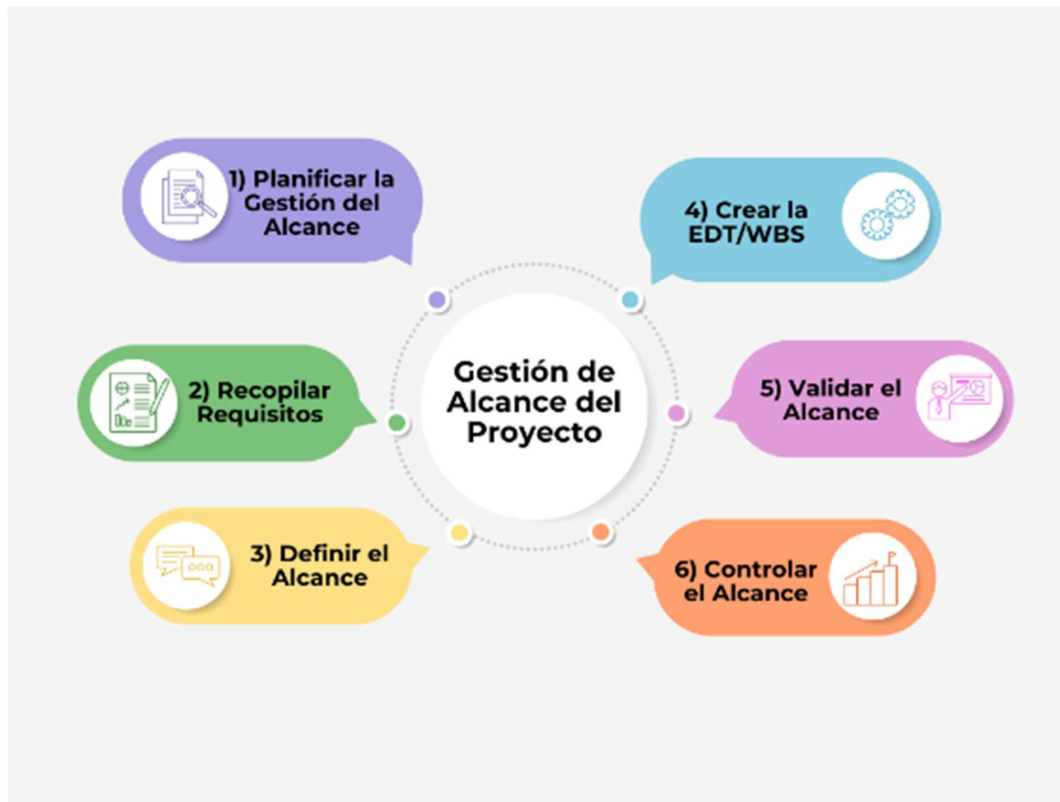 1) Planificar la
Gestión del
Alcance
2) Recopilar
Requisitos
3) Definir el
Alcance
Gestión de
Alcance del
Proyecto
4) Crear la
EDT/WBS
5) Validar el
Alcance
6) Controlar
el Alcance